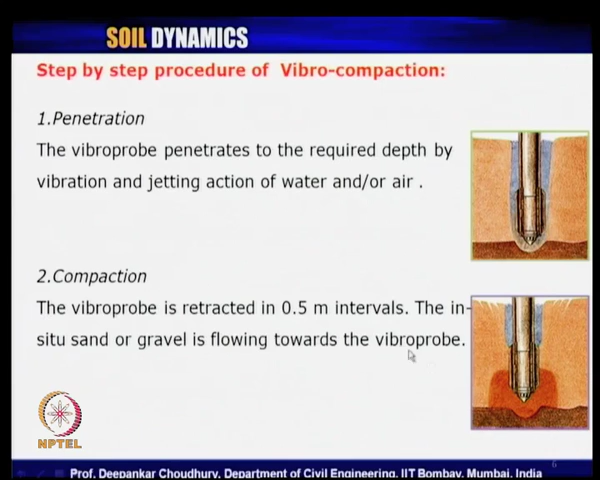 SOIL DYNAMICS
Step by step procedure of Vibro-compaction:
1.Penetration
The vibroprobe penetrates to the required depth by
vibration and jetting action of water and/or air .
2.Compaction
The vibroprobe is retracted in 0.5 m intervals. The in-
situ sand or gravel is flowing towards the vibroprobe.
NPTEL
6
Prof. Deepankar Choudhury, Department of Civil Engineering, IIT Bombay, Mumbai, India